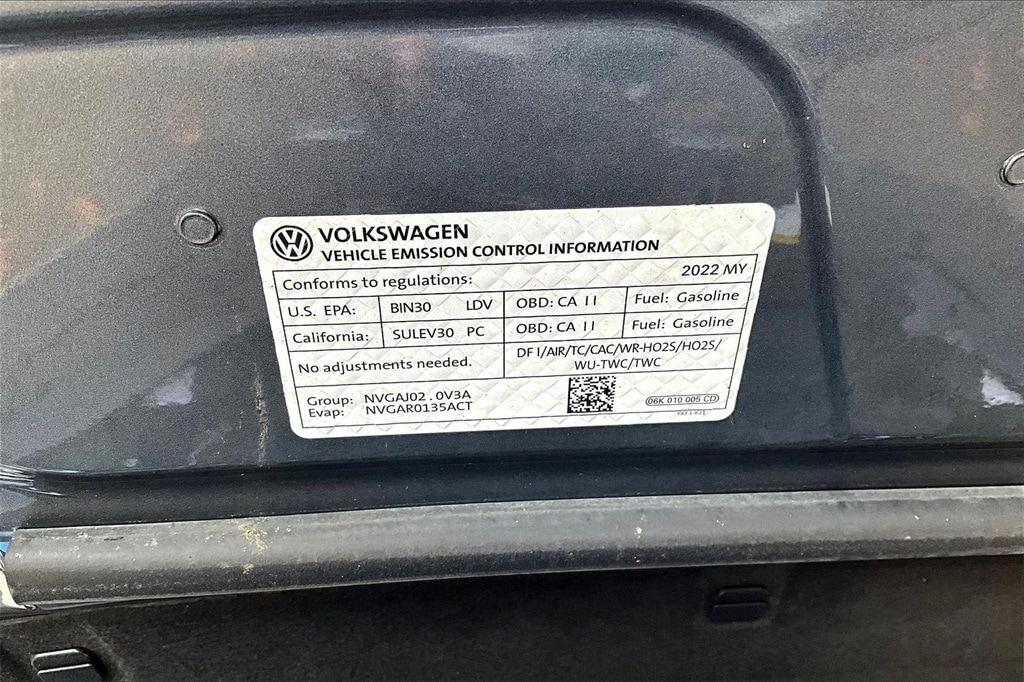 VOLKSWAGEN
VEHICLE EMISSION CONTROL INFORMATION
Conforms to regulations: 2022 MY
U.S. EPA: BIN30 LDV OBD: CA II Fuel: Gasoline
California: SULEV30 PC OBD: CA II Fuel: Gasoline
No adjustments needed. DF I/AIR/TC/CAC/WR-HO2S/HO2S/
WU-TWC/TWC
Group: NVGAJ02.0V3A
Evap: NVGAR0135ACT
06K 010 005 CD